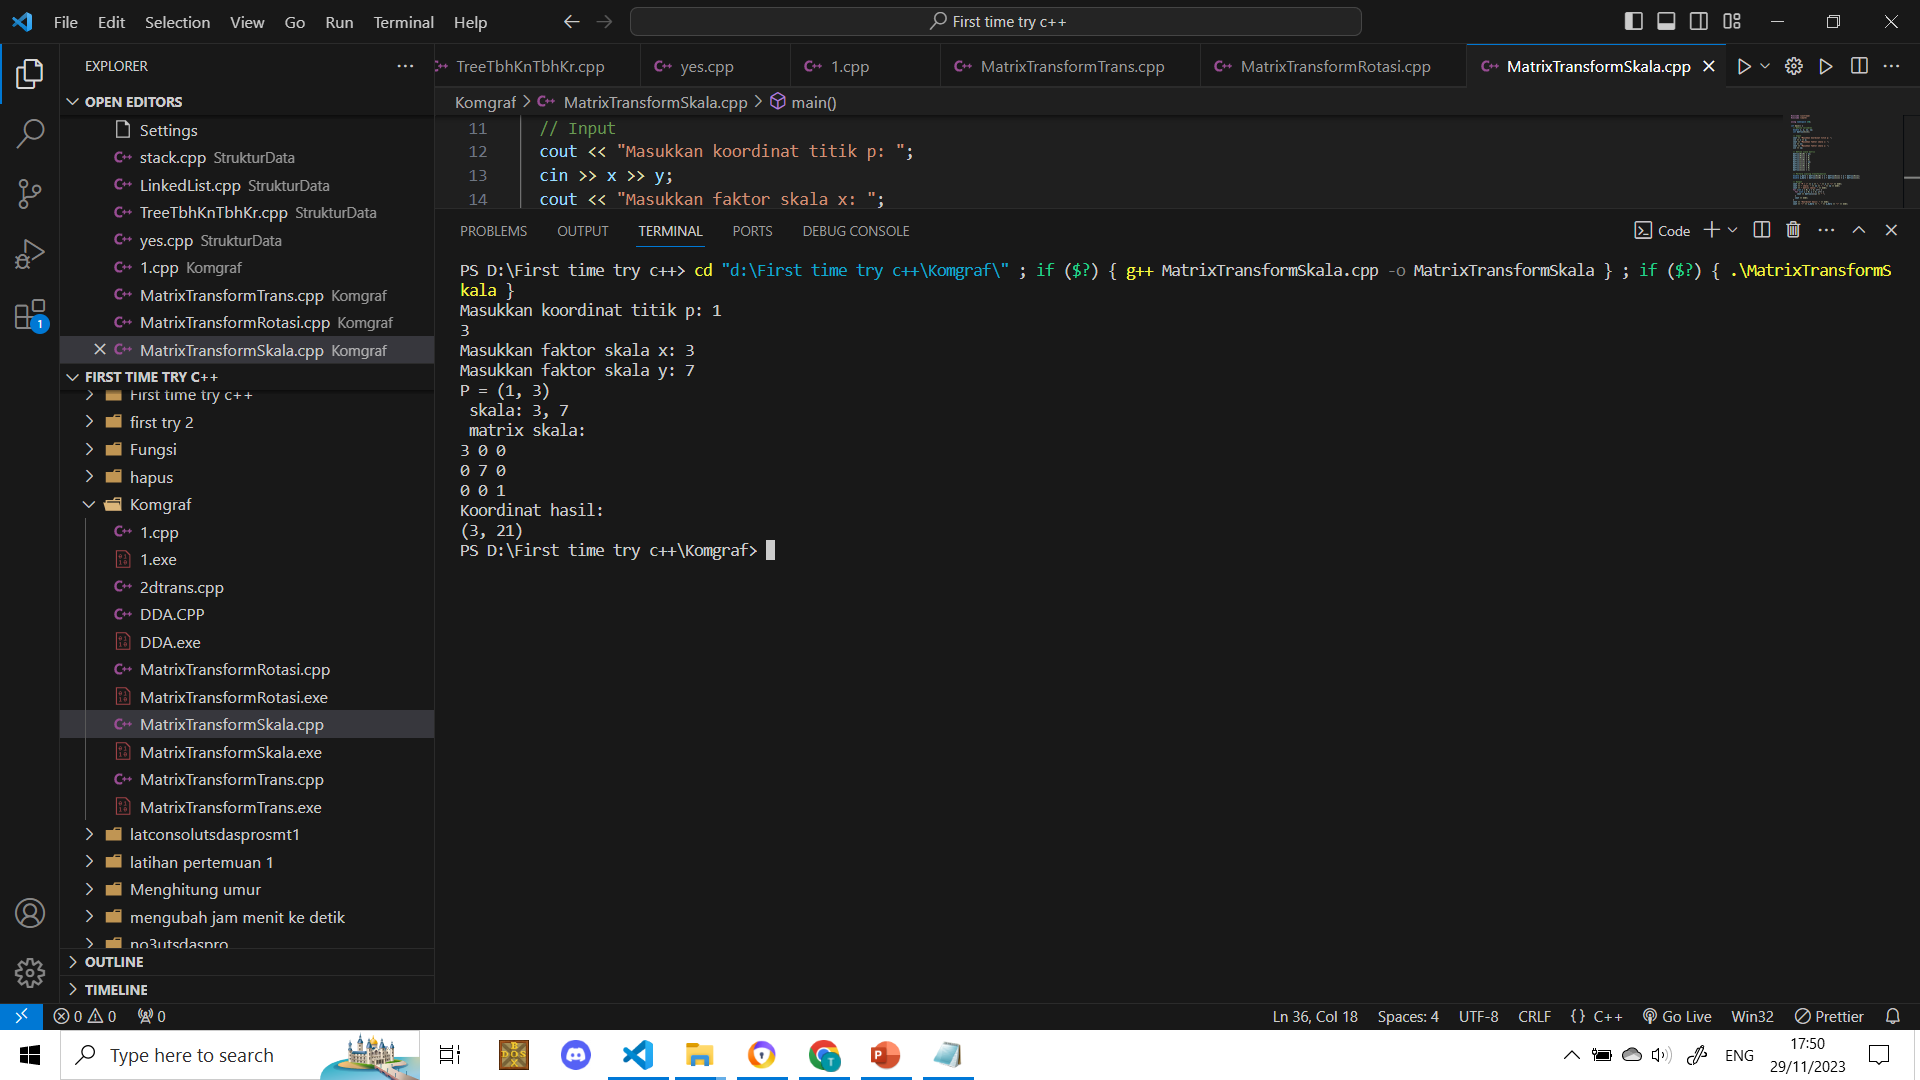 File Edit Selection View Go Run Terminal Help
First time try c++
EXPLORER
OPEN EDITORS
Settings
stack.cpp StrukturData
LinkedList.cpp StrukturData
TreeTbhKnTbhKr.cpp StrukturData
yes.cpp StrukturData
1.cpp Komgraf
MatrixTransformTrans.cpp Komgraf
MatrixTransformRotasi.cpp Komgraf
MatrixTransformSkala.cpp Komgraf
FIRST TIME TRY C++
First time try c++
first try 2
Fungsi
hapus
Komgraf
1.cpp
1.exe
2dtrans.cpp
DDA.CPP
DDA.exe
MatrixTransformRotasi.cpp
MatrixTransformRotasi.exe
MatrixTransformSkala.cpp
MatrixTransformSkala.exe
MatrixTransformTrans.cpp
MatrixTransformTrans.exe
latconsolutsdasprosmt1
latihan pertemuan 1
Menghitung umur
mengubah jam menit ke detik
no3utsdaspro
OUTLINE
TIMELINE
TreeTbhKnTbhKr.cpp yes.cpp 1.cpp MatrixTransformTrans.cpp MatrixTransformRotasi.cpp MatrixTransformSkala.cpp
Komgraf > MatrixTransformSkala.cpp > main()
11 // Input
12 cout << "Masukkan koordinat titik p: ";
13 cin >> x >> y;
14 cout << "Masukkan faktor skala x: ";
PROBLEMS OUTPUT TERMINAL PORTS DEBUG CONSOLE
Code
PS D:\First time try c++> cd "d:\First time try c++\Komgraf\" ; if ($?) { g++ MatrixTransformSkala.cpp -o MatrixTransformSkala } ; if ($?) { .\MatrixTransformS
kala }
Masukkan koordinat titik p: 1
3
Masukkan faktor skala x: 3
Masukkan faktor skala y: 7
P = (1, 3)
skala: 3, 7
matrix skala:
3 0 0
0 7 0
0 0 1
Koordinat hasil:
(3, 21)
PS D:\First time try c++\Komgraf>
1
0 0 0
Ln 36, Col 18 Spaces: 4 UTF-8 CRLF {} C++ Go Live Win32 Prettier
Type here to search
ENG
17:50
29/11/2023